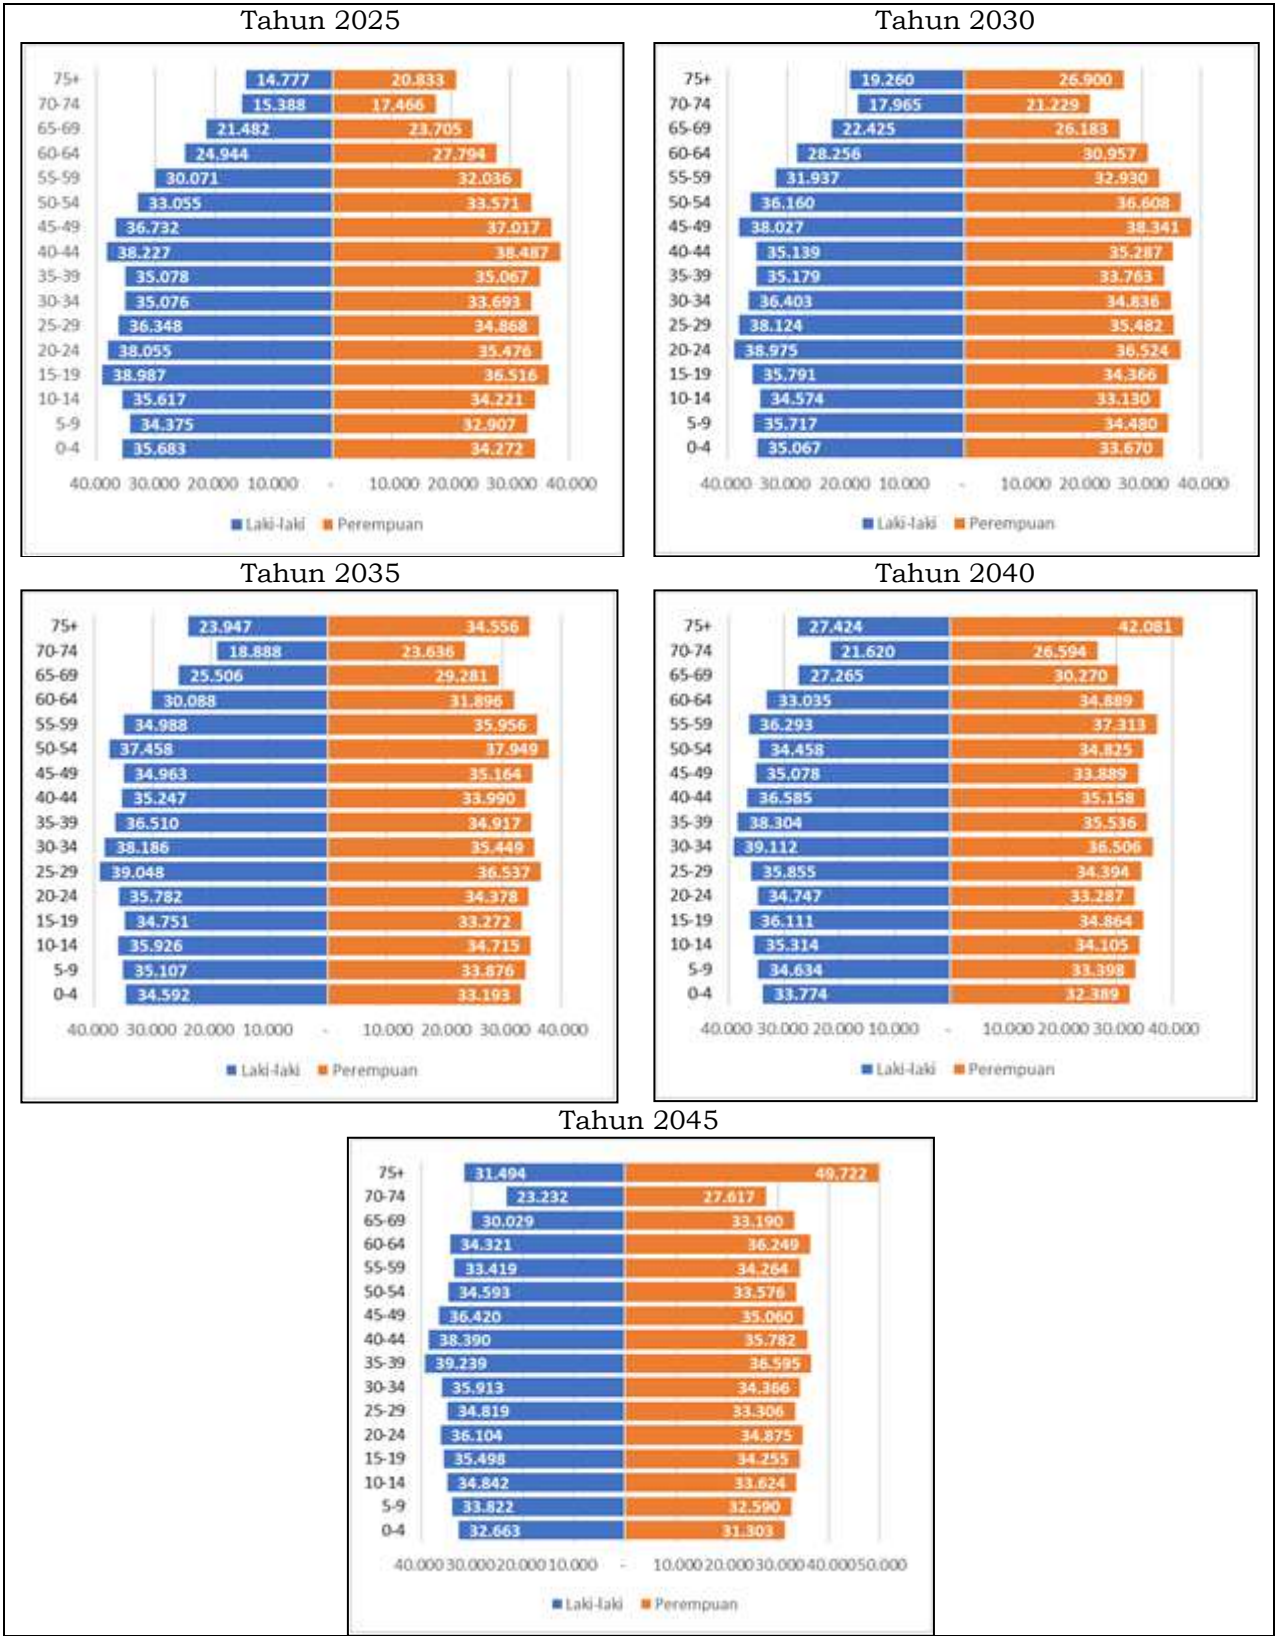 Tahun 2025
75+ 14.777 20.833
70-74 15.388 17.466
65-69 21.482 23.705
60-64 24.944 27.794
55-59 30.071 32.036
50-54 33.055 33.571
45-49 36.732 37.017
40-44 38.227 38.487
35-39 35.078 35.067
30-34 35.076 33.693
25-29 36.348 34.868
20-24 38.055 35.476
15-19 38.987 36.516
10-14 35.617 34.221
5-9 34.375 32.907
0-4 35.683 34.272
40.000 30.000 20.000 10.000 - 10.000 20.000 30.000 40.000
Laki-laki Perempuan
Tahun 2030
75+ 19.260 26.900
70-74 17.965 21.229
65-69 22.425 26.183
60-64 28.256 30.957
55-59 31.937 32.930
50-54 36.160 36.608
45-49 38.027 38.341
40-44 35.139 35.287
35-39 35.179 33.763
30-34 36.403 34.836
25-29 38.124 35.482
20-24 38.975 36.524
15-19 35.791 34.366
10-14 34.574 33.130
5-9 35.717 34.480
0-4 35.067 33.670
40.000 30.000 20.000 10.000 - 10.000 20.000 30.000 40.000
Laki-laki Perempuan
Tahun 2035
75+ 23.947 34.556
70-74 18.888 23.636
65-69 25.506 29.281
60-64 30.088 31.896
55-59 34.988 35.956
50-54 37.458 37.949
45-49 34.963 35.164
40-44 35.247 33.990
35-39 36.510 34.917
30-34 38.186 35.449
25-29 39.048 36.537
20-24 35.782 34.378
15-19 34.751 33.272
10-14 35.926 34.715
5-9 35.107 33.876
0-4 34.592 33.193
40.000 30.000 20.000 10.000 - 10.000 20.000 30.000 40.000
Laki-laki Perempuan
Tahun 2040
75+ 27.424 42.081
70-74 21.620 26.594
65-69 27.265 30.270
60-64 33.035 34.889
55-59 36.293 37.313
50-54 34.458 34.825
45-49 35.078 33.889
40-44 36.585 35.158
35-39 38.304 35.536
30-34 39.112 36.506
25-29 35.855 34.394
20-24 34.747 33.287
15-19 36.111 34.864
10-14 35.314 34.105
5-9 34.634 33.398
0-4 33.774 32.389
40.000 30.000 20.000 10.000 - 10.000 20.000 30.000 40.000
Laki-laki Perempuan
Tahun 2045
75+ 31.494 49.722
70-74 23.232 27.617
65-69 30.029 33.190
60-64 34.321 36.249
55-59 33.419 34.264
50-54 34.593 33.576
45-49 36.420 35.060
40-44 38.390 35.782
35-39 39.239 36.595
30-34 35.913 34.366
25-29 34.819 33.306
20-24 36.104 34.875
15-19 35.498 34.255
10-14 34.842 33.624
5-9 33.822 32.590
0-4 32.663 31.303
40.000 30.000 20.000 10.000 - 10.000 20.000 30.000 40.000 50.000
Laki-laki Perempuan